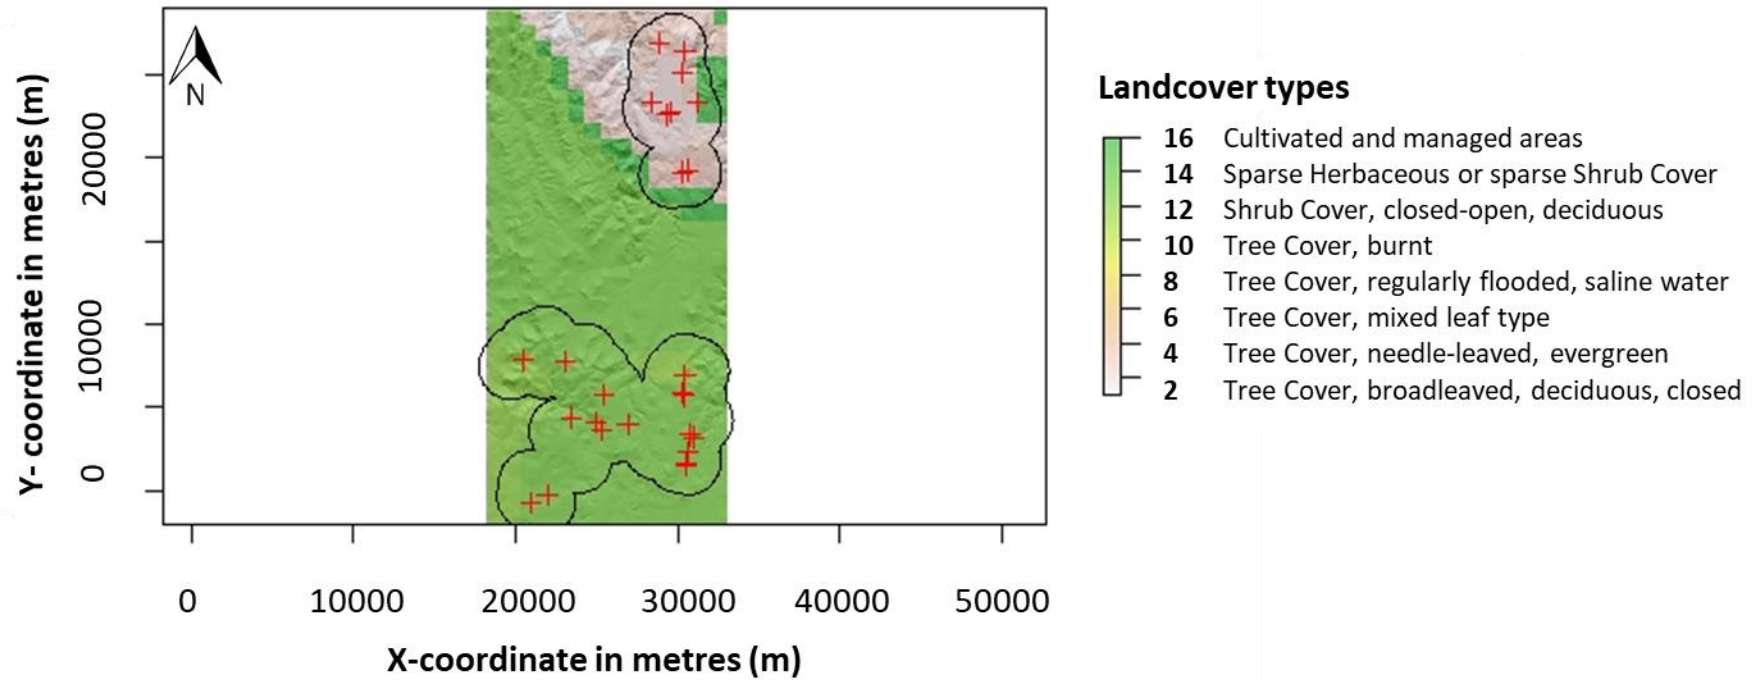 N
Y- coordinate in metres (m)
20000
10000
0
0 10000 20000 30000 40000 50000
X-coordinate in metres (m)
Landcover types
16 Cultivated and managed areas
14 Sparse Herbaceous or sparse Shrub Cover
12 Shrub Cover, closed-open, deciduous
10 Tree Cover, burnt
8 Tree Cover, regularly flooded, saline water
6 Tree Cover, mixed leaf type
4 Tree Cover, needle-leaved, evergreen
2 Tree Cover, broadleaved, deciduous, closed